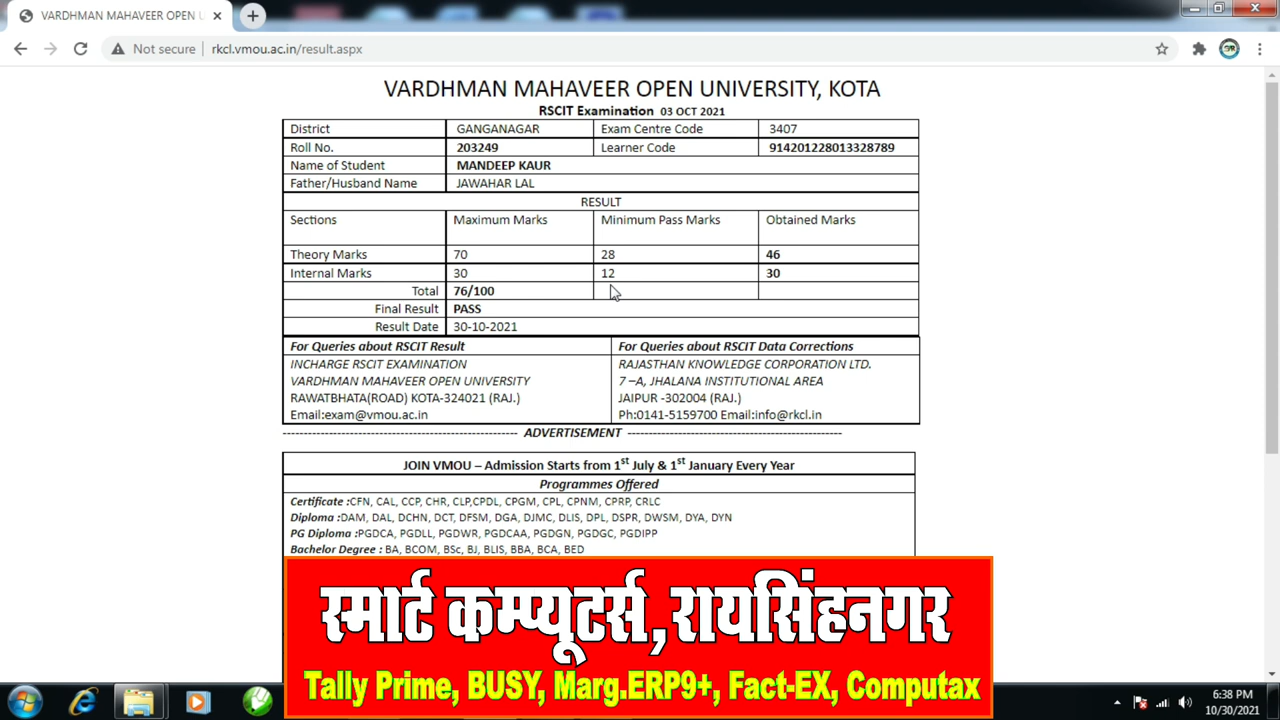 VARDHMAN MAHAVEER OPEN U
Not secure rkcl.vmou.ac.in/result.aspx
VARDHMAN MAHAVEER OPEN UNIVERSITY, KOTA
RSCIT Examination 03 OCT 2021
District GANGANAGAR Exam Centre Code 3407
Roll No. 203249 Learner Code 914201228013328789
Name of Student MANDEEP KAUR
Father/Husband Name JAWAHAR LAL
RESULT
Sections Maximum Marks Minimum Pass Marks Obtained Marks
Theory Marks 70 28 46
Internal Marks 30 12 30
Total 76/100
Final Result PASS
Result Date 30-10-2021
For Queries about RSCIT Result For Queries about RSCIT Data Corrections
INCHARGE RSCIT EXAMINATION RAJASTHAN KNOWLEDGE CORPORATION LTD.
VARDHMAN MAHAVEER OPEN UNIVERSITY 7 –A, JHALANA INSTITUTIONAL AREA
RAWATBHATA(ROAD) KOTA-324021 (RAJ.) JAIPUR -302004 (RAJ.)
Email:exam@vmou.ac.in Ph:0141-5159700 Email:info@rkcl.in
ADVERTISEMENT
JOIN VMOU – Admission Starts from 1st July & 1st January Every Year
Programmes Offered
Certificate :CFN, CAL, CCP, CHR, CLP,CPDL, CPGM, CPL, CPNM, CPRP, CRLC
Diploma :DAM, DAL, DCHN, DCT, DFSM, DGA, DJMC, DLIS, DPL, DSPR, DWSM, DYA, DYN
PG Diploma :PGDCA, PGDLL, PGDWR, PGDCAA, PGDGN, PGDGC, PGDIPP
Bachelor Degree : BA, BCOM, BSc, BJ, BLIS, BBA, BCA, BED
स्मार्ट कम्प्यूटर्स,रायसिंहनगर
Tally Prime, BUSY, Marg.ERP9+, Fact-EX, Computax
6:38 PM
10/30/2021